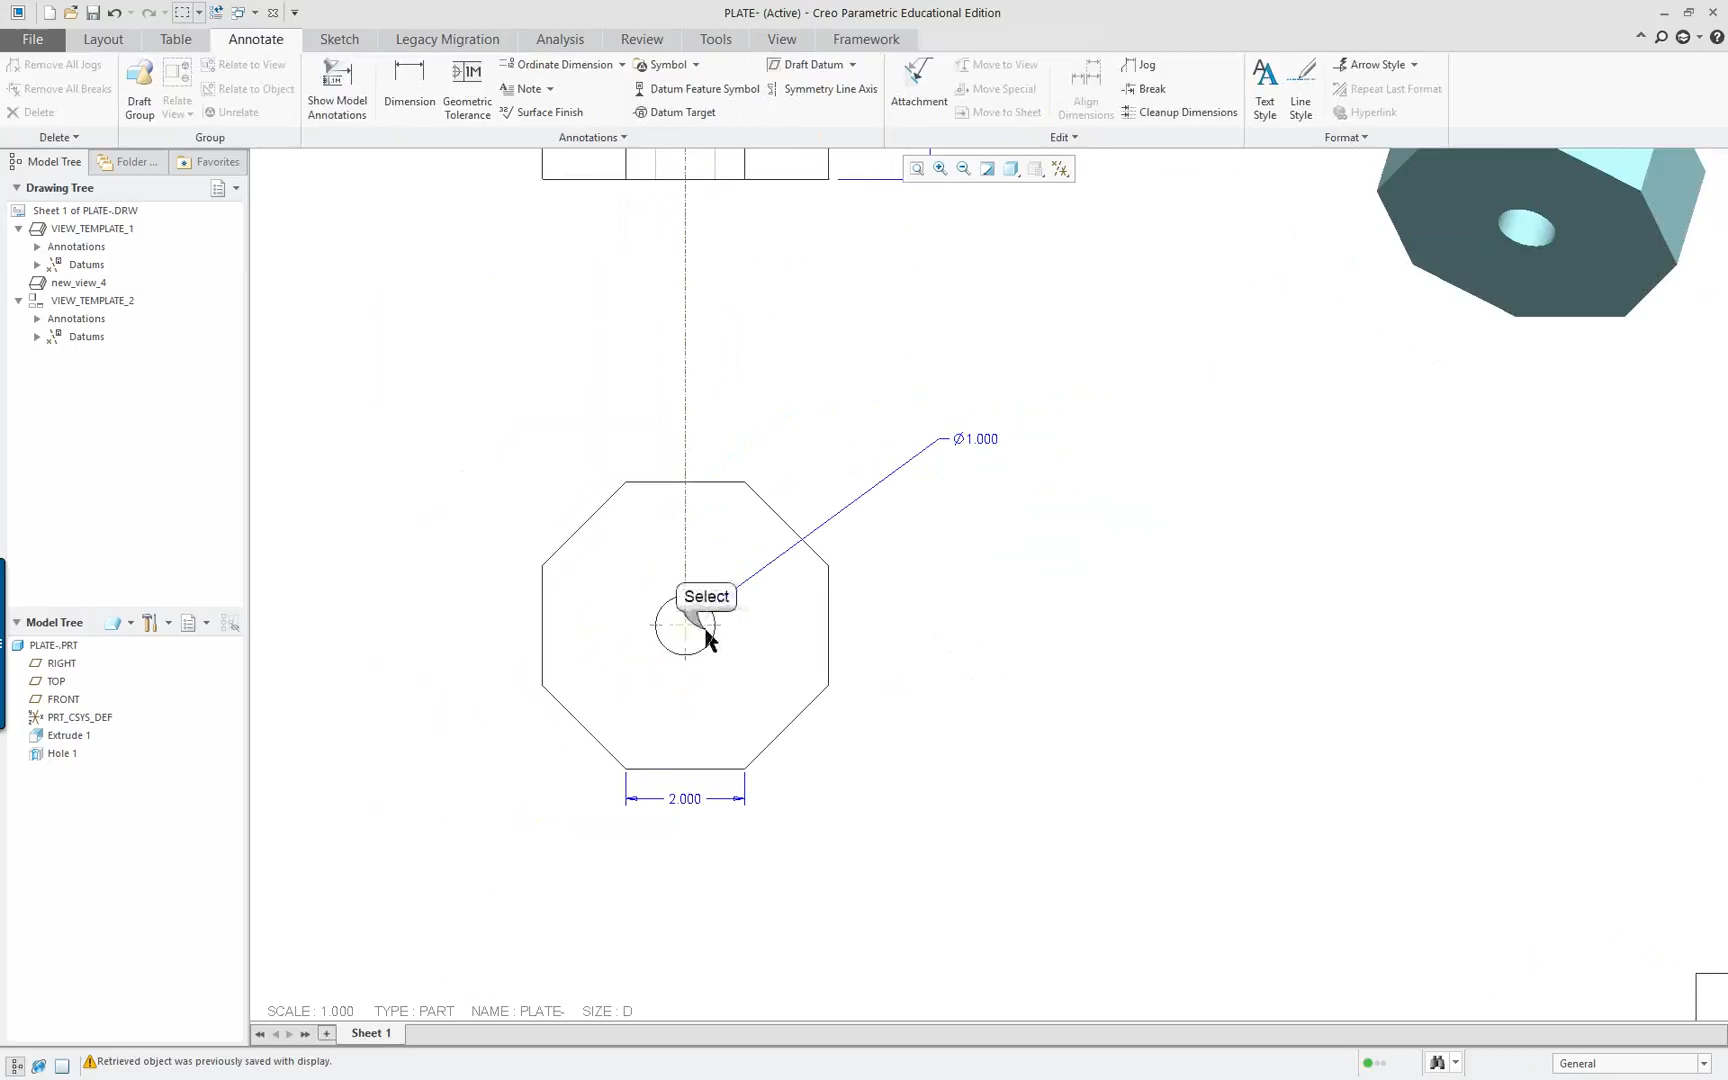 PLATE- (Active) - Creo Parametric Educational Edition
File Layout Table Annotate Sketch Legacy Migration Analysis Review Tools View Framework
Remove All Jogs
Remove All Breaks
Delete
Delete
Draft Group
Relate View
Relate to View
Relate to Object
Unrelate
Group
Show Model Annotations
Dimension
Geometric Tolerance
Ordinate Dimension
Note
Surface Finish
Symbol
Datum Feature Symbol
Datum Target
Draft Datum
Symmetry Line Axis
Annotations
Attachment
Move to View
Move Special
Move to Sheet
Align Dimensions
Jog
Break
Cleanup Dimensions
Edit
Text Style
Line Style
Arrow Style
Repeat Last Format
Hyperlink
Format
Model Tree Folder ... Favorites
Drawing Tree
Sheet 1 of PLATE-.DRW
VIEW_TEMPLATE_1
Annotations
Datums
new_view_4
VIEW_TEMPLATE_2
Annotations
Datums
Model Tree
PLATE-.PRT
RIGHT
TOP
FRONT
PRT_CSYS_DEF
Extrude 1
Hole 1
Ø1.000
Select
2.000
SCALE : 1.000 TYPE : PART NAME : PLATE- SIZE : D
Sheet 1
Retrieved object was previously saved with display.
General